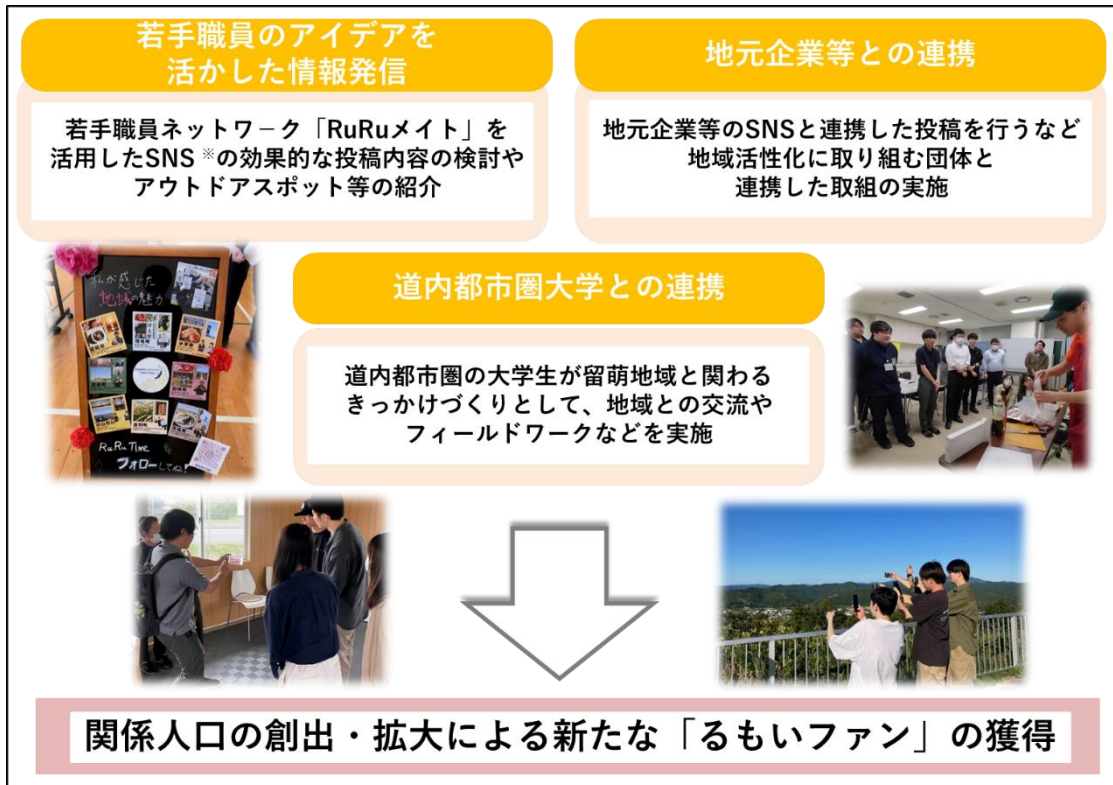 若手職員のアイデアを
活かした情報発信
若手職員ネットワーク「RuRuメイト」を
活用したSNS※の効果的な投稿内容の検討や
アウトドアスポット等の紹介
地元企業等との連携
地元企業等のSNSと連携した投稿を行うなど
地域活性化に取り組む団体と
連携した取組の実施
道内都市圏大学との連携
道内都市圏の大学生が留萌地域と関わる
きっかけづくりとして、地域との交流や
フィールドワークなどを実施
私が感じた
地域の魅力
RuRu Time
フォローしてね!
関係人口の創出・拡大による新たな「るもいファン」の獲得